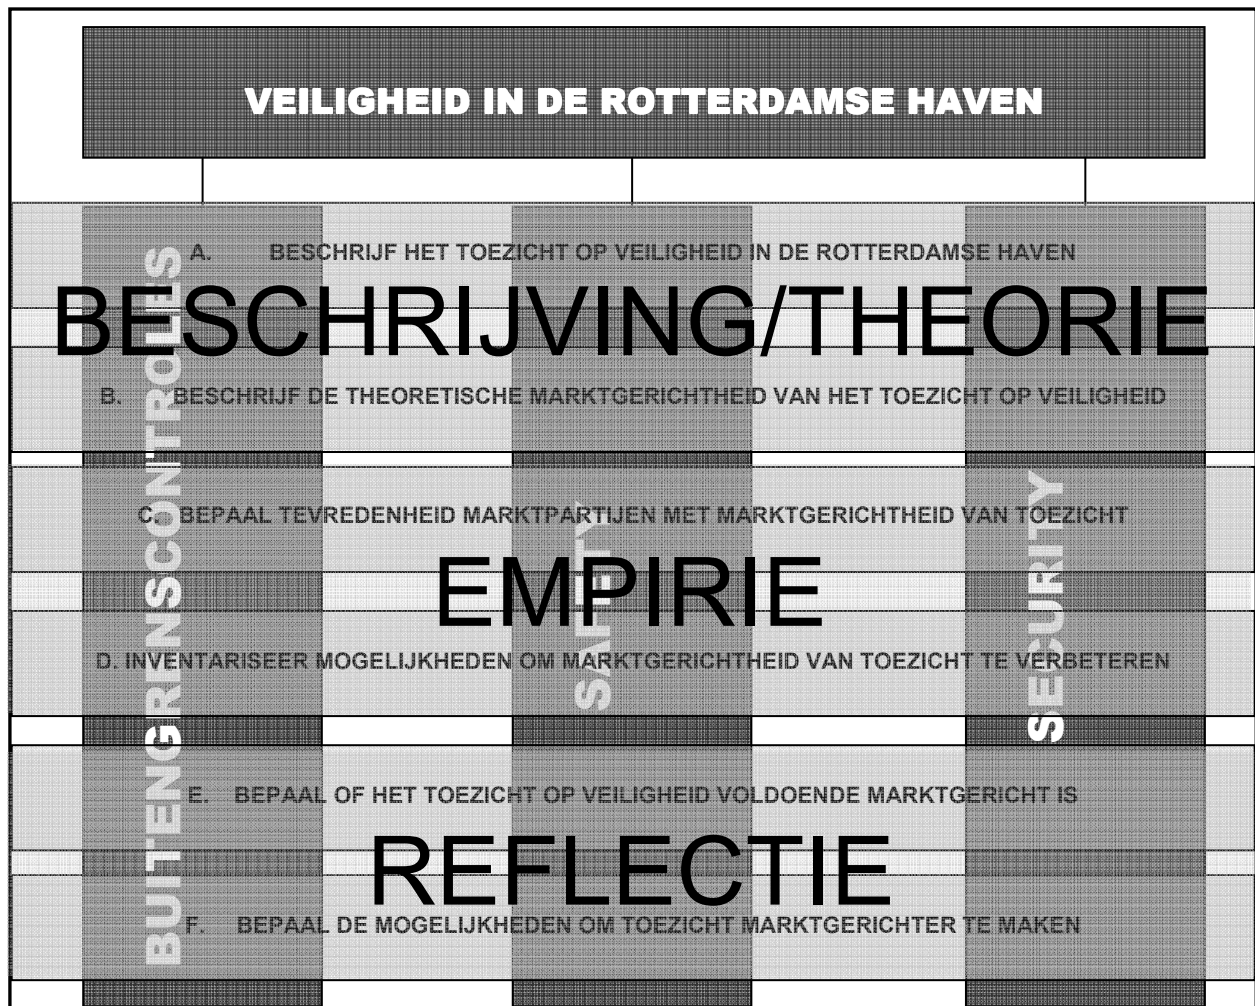 VEILIGHEID IN DE ROTTERDAMSE HAVEN
A. BESCHRIJF HET TOEZICHT OP VEILIGHEID IN DE ROTTERDAMSE HAVEN
BESCHRIJVING/THEORIE
B. BESCHRIJF DE THEORETISCHE MARKTGERICHTHEID VAN HET TOEZICHT OP VEILIGHEID
C. BEPAAL TEVREDENHEID MARKTPARTIJEN MET MARKTGERICHTHEID VAN TOEZICHT
EMPIRIE
D. INVENTARISEER MOGELIJKHEDEN OM MARKTGERICHTHEID VAN TOEZICHT TE VERBETEREN
E. BEPAAL OF HET TOEZICHT OP VEILIGHEID VOLDOENDE MARKTGERICHT IS
REFLECTIE
F. BEPAAL DE MOGELIJKHEDEN OM TOEZICHT MARKTGERICHTER TE MAKEN
BUITENGRENSCONTROLES
SAFETY
SECURITY